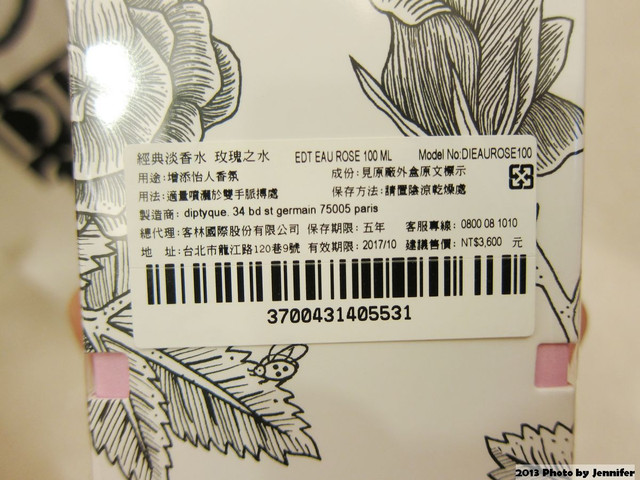 經典淡香水 玫瑰之水 EDT EAU ROSE 100 ML Model No:DIEAUROSE100
用途:增添怡人香氛 成份:見原廠外盒原文標示
用法:適量噴灑於雙手脈搏處 保存方法:請置陰涼乾燥處
製造商: diptyque. 34 bd st germain 75005 paris
總代理:客林國際股份有限公司 保存期限:五年 客服專線: 0800 08 1010
地 址:台北市龍江路120巷9號 有效期限:2017/10 建議售價: NT$3,600 元
3700431405531
2013 Photo by Jennifer